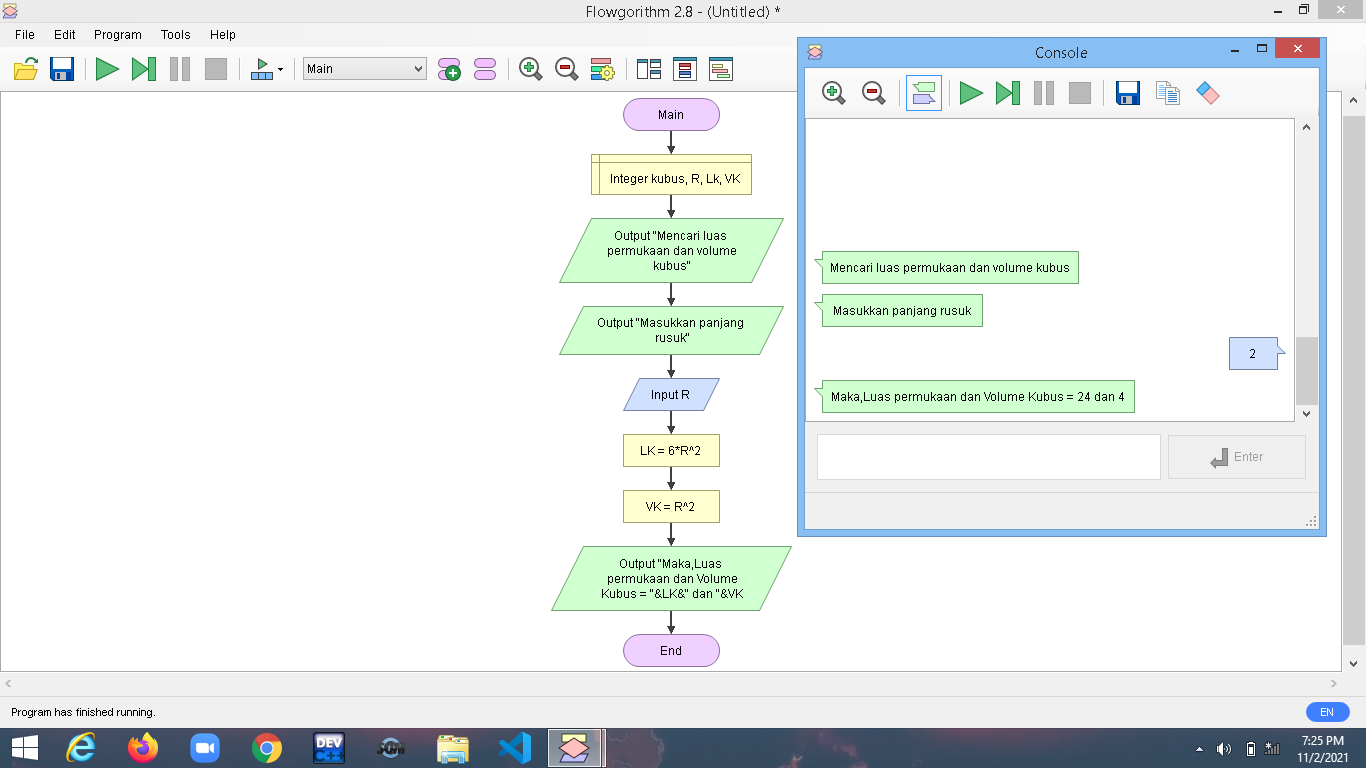 Flowgorithm 2.8 - (Untitled) *
File Edit Program Tools Help
Main
Main
Integer kubus, R, Lk, VK
Output "Mencari luas
permukaan dan volume
kubus"
Output "Masukkan panjang
rusuk"
Input R
LK = 6*R^2
VK = R^2
Output "Maka,Luas
permukaan dan Volume
Kubus = "&LK&" dan "&VK
End
Console
Mencari luas permukaan dan volume kubus
Masukkan panjang rusuk
2
Maka,Luas permukaan dan Volume Kubus = 24 dan 4
Enter
Program has finished running.
EN
DEV
C++
7:25 PM
11/2/2021